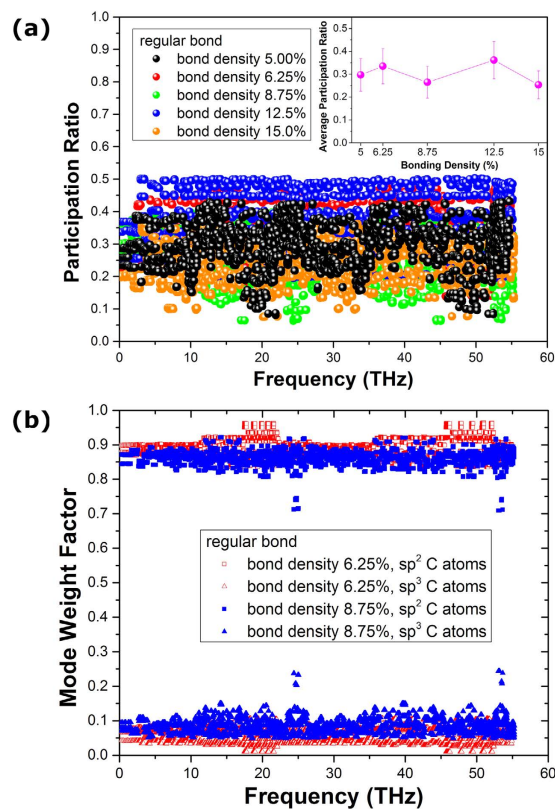 (a)
1.0
0.9
0.8
0.7
0.6
0.5
0.4
0.3
0.2
0.1
0.0
Participation Ratio
regular bond
bond density 5.00%
bond density 6.25%
bond density 8.75%
bond density 12.5%
bond density 15.0%
Average Participation Ratio
0.5
0.4
0.3
0.2
0.1
0.0
5 6.25 8.75 12.5 15
Bonding Density (%)
0 10 20 30 40 50 60
Frequency (THz)
(b)
1.0
0.9
0.8
0.7
0.6
0.5
0.4
0.3
0.2
0.1
0.0
Mode Weight Factor
regular bond
bond density 6.25%, sp² C atoms
bond density 6.25%, sp³ C atoms
bond density 8.75%, sp² C atoms
bond density 8.75%, sp³ C atoms
0 10 20 30 40 50 60
Frequency (THz)